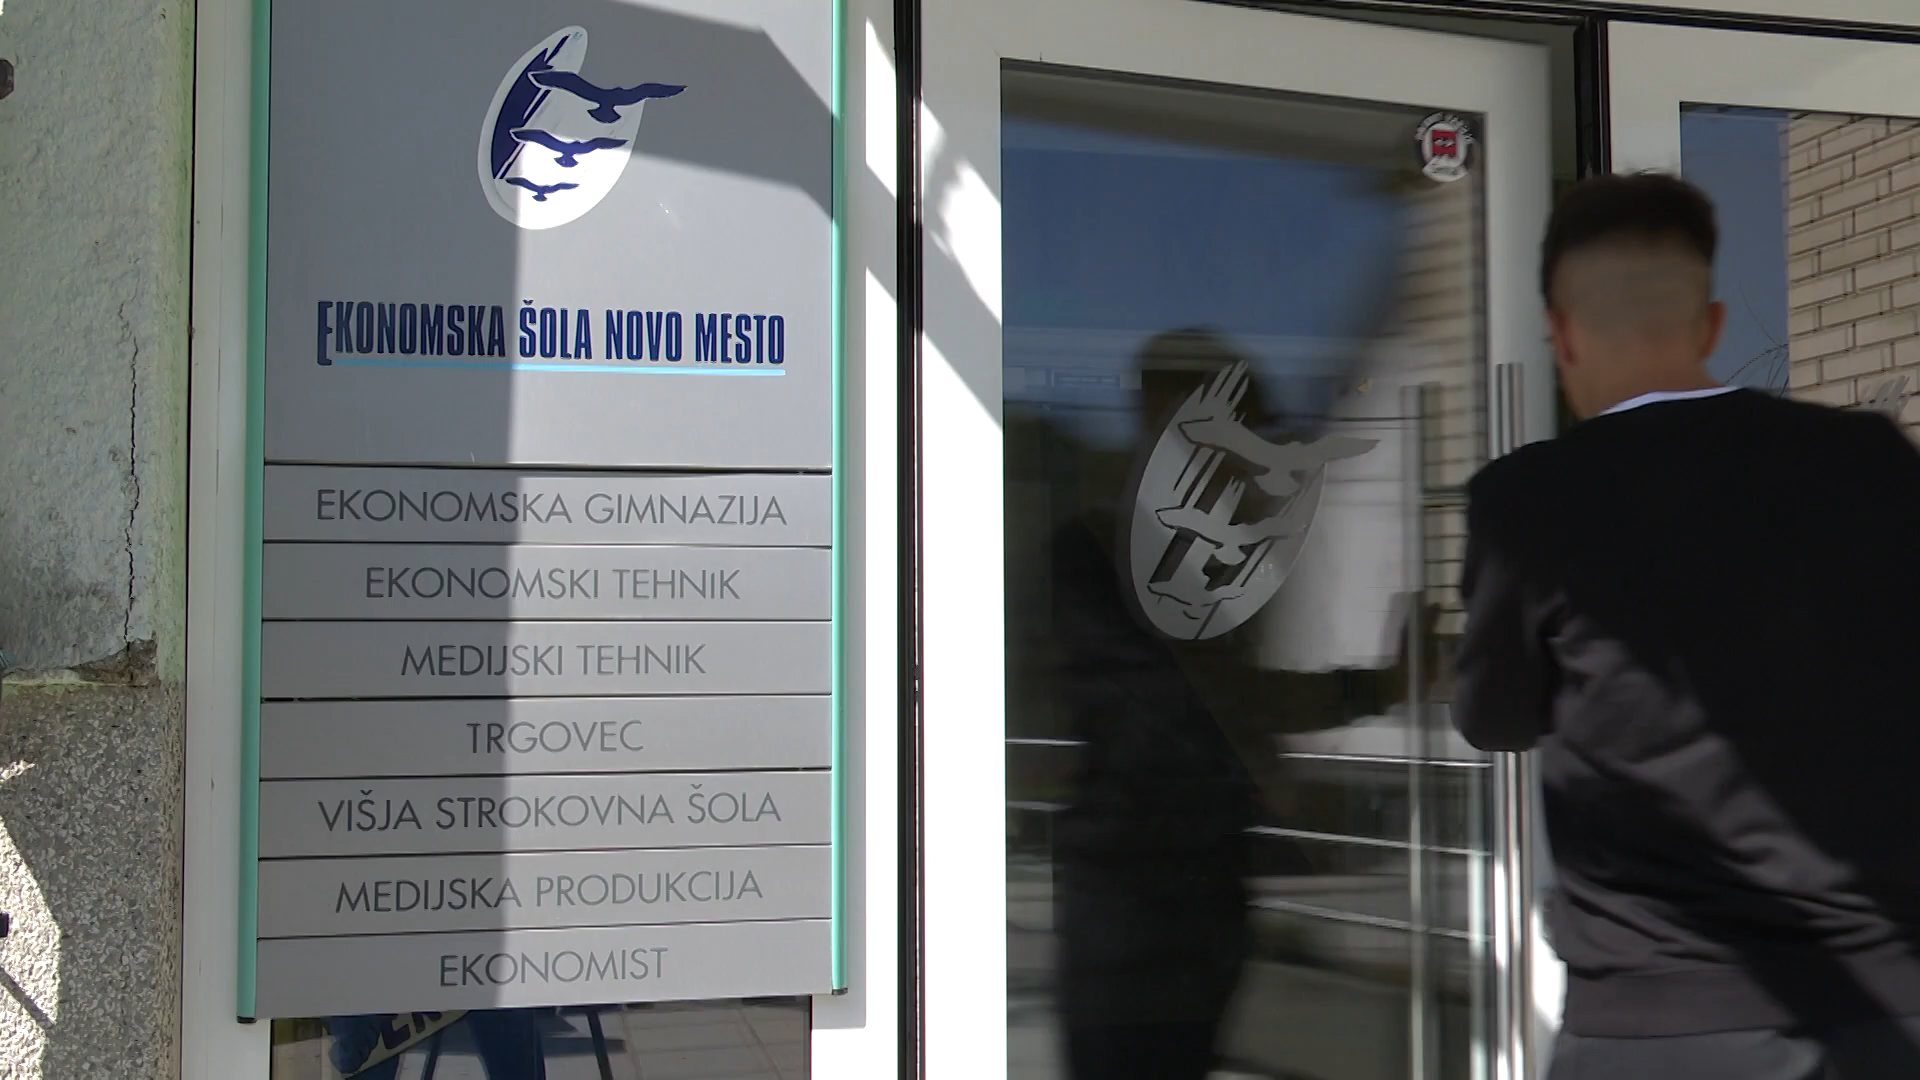 EKONOMSKA ŠOLA NOVO MESTO
EKONOMSKA GIMNAZIJA
EKONOMSKI TEHNIK
MEDIJSKI TEHNIK
TRGOVEC
VIŠJA STROKOVNA ŠOLA
MEDIJSKA PRODUKCIJA
EKONOMIST